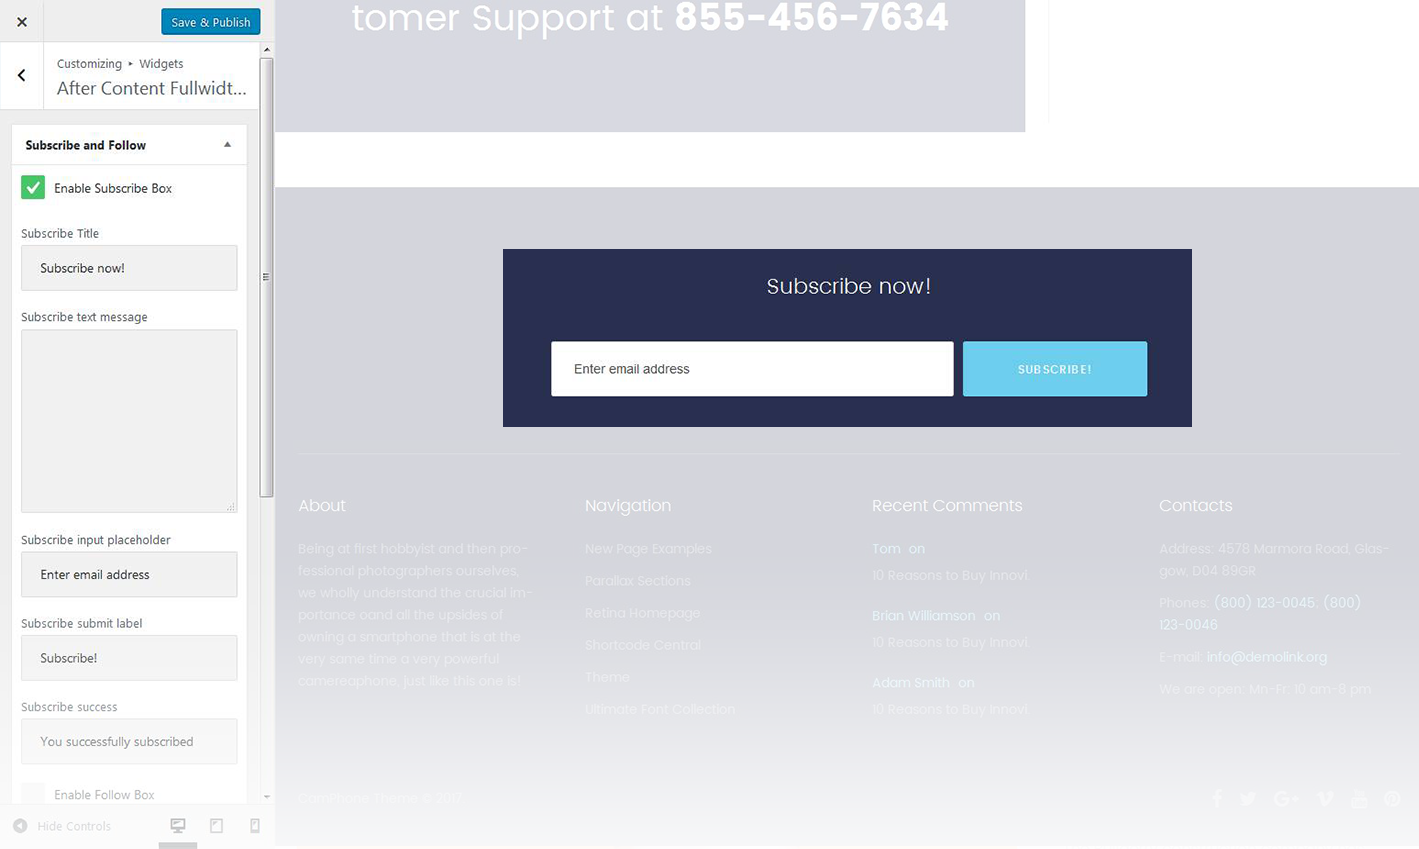 Save & Publish
Customizing ▸ Widgets
After Content Fullwidt...
Subscribe and Follow
Enable Subscribe Box
Subscribe Title
Subscribe now!
Subscribe text message
Subscribe input placeholder
Enter email address
Subscribe submit label
Subscribe!
Subscribe success
You successfully subscribed
Enable Follow Box
Hide Controls
tomer Support at 855-456-7634
Subscribe now!
Enter email address
SUBSCRIBE!
About
Being at first hobbyist and then pro-
fessional photographers ourselves,
we wholly understand the crucial im-
portance oand all the upsides of
owning a smartphone that is at the
very same time a very powerful
camereaphone, just like this one is!
Navigation
New Page Examples
Parallax Sections
Retina Homepage
Shortcode Central
Theme
Ultimate Font Collection
Recent Comments
Tom on
10 Reasons to Buy Innovi...
Brian Williamson on
10 Reasons to Buy Innovi...
Adam Smith on
10 Reasons to Buy Innovi...
Contacts
Address: 4578 Marmora Road, Glas-
gow, D04 89GR
Phones: (800) 123-0045; (800)
123-0046
E-mail: info@demolink.org
We are open: Mn-Fr: 10 am-8 pm